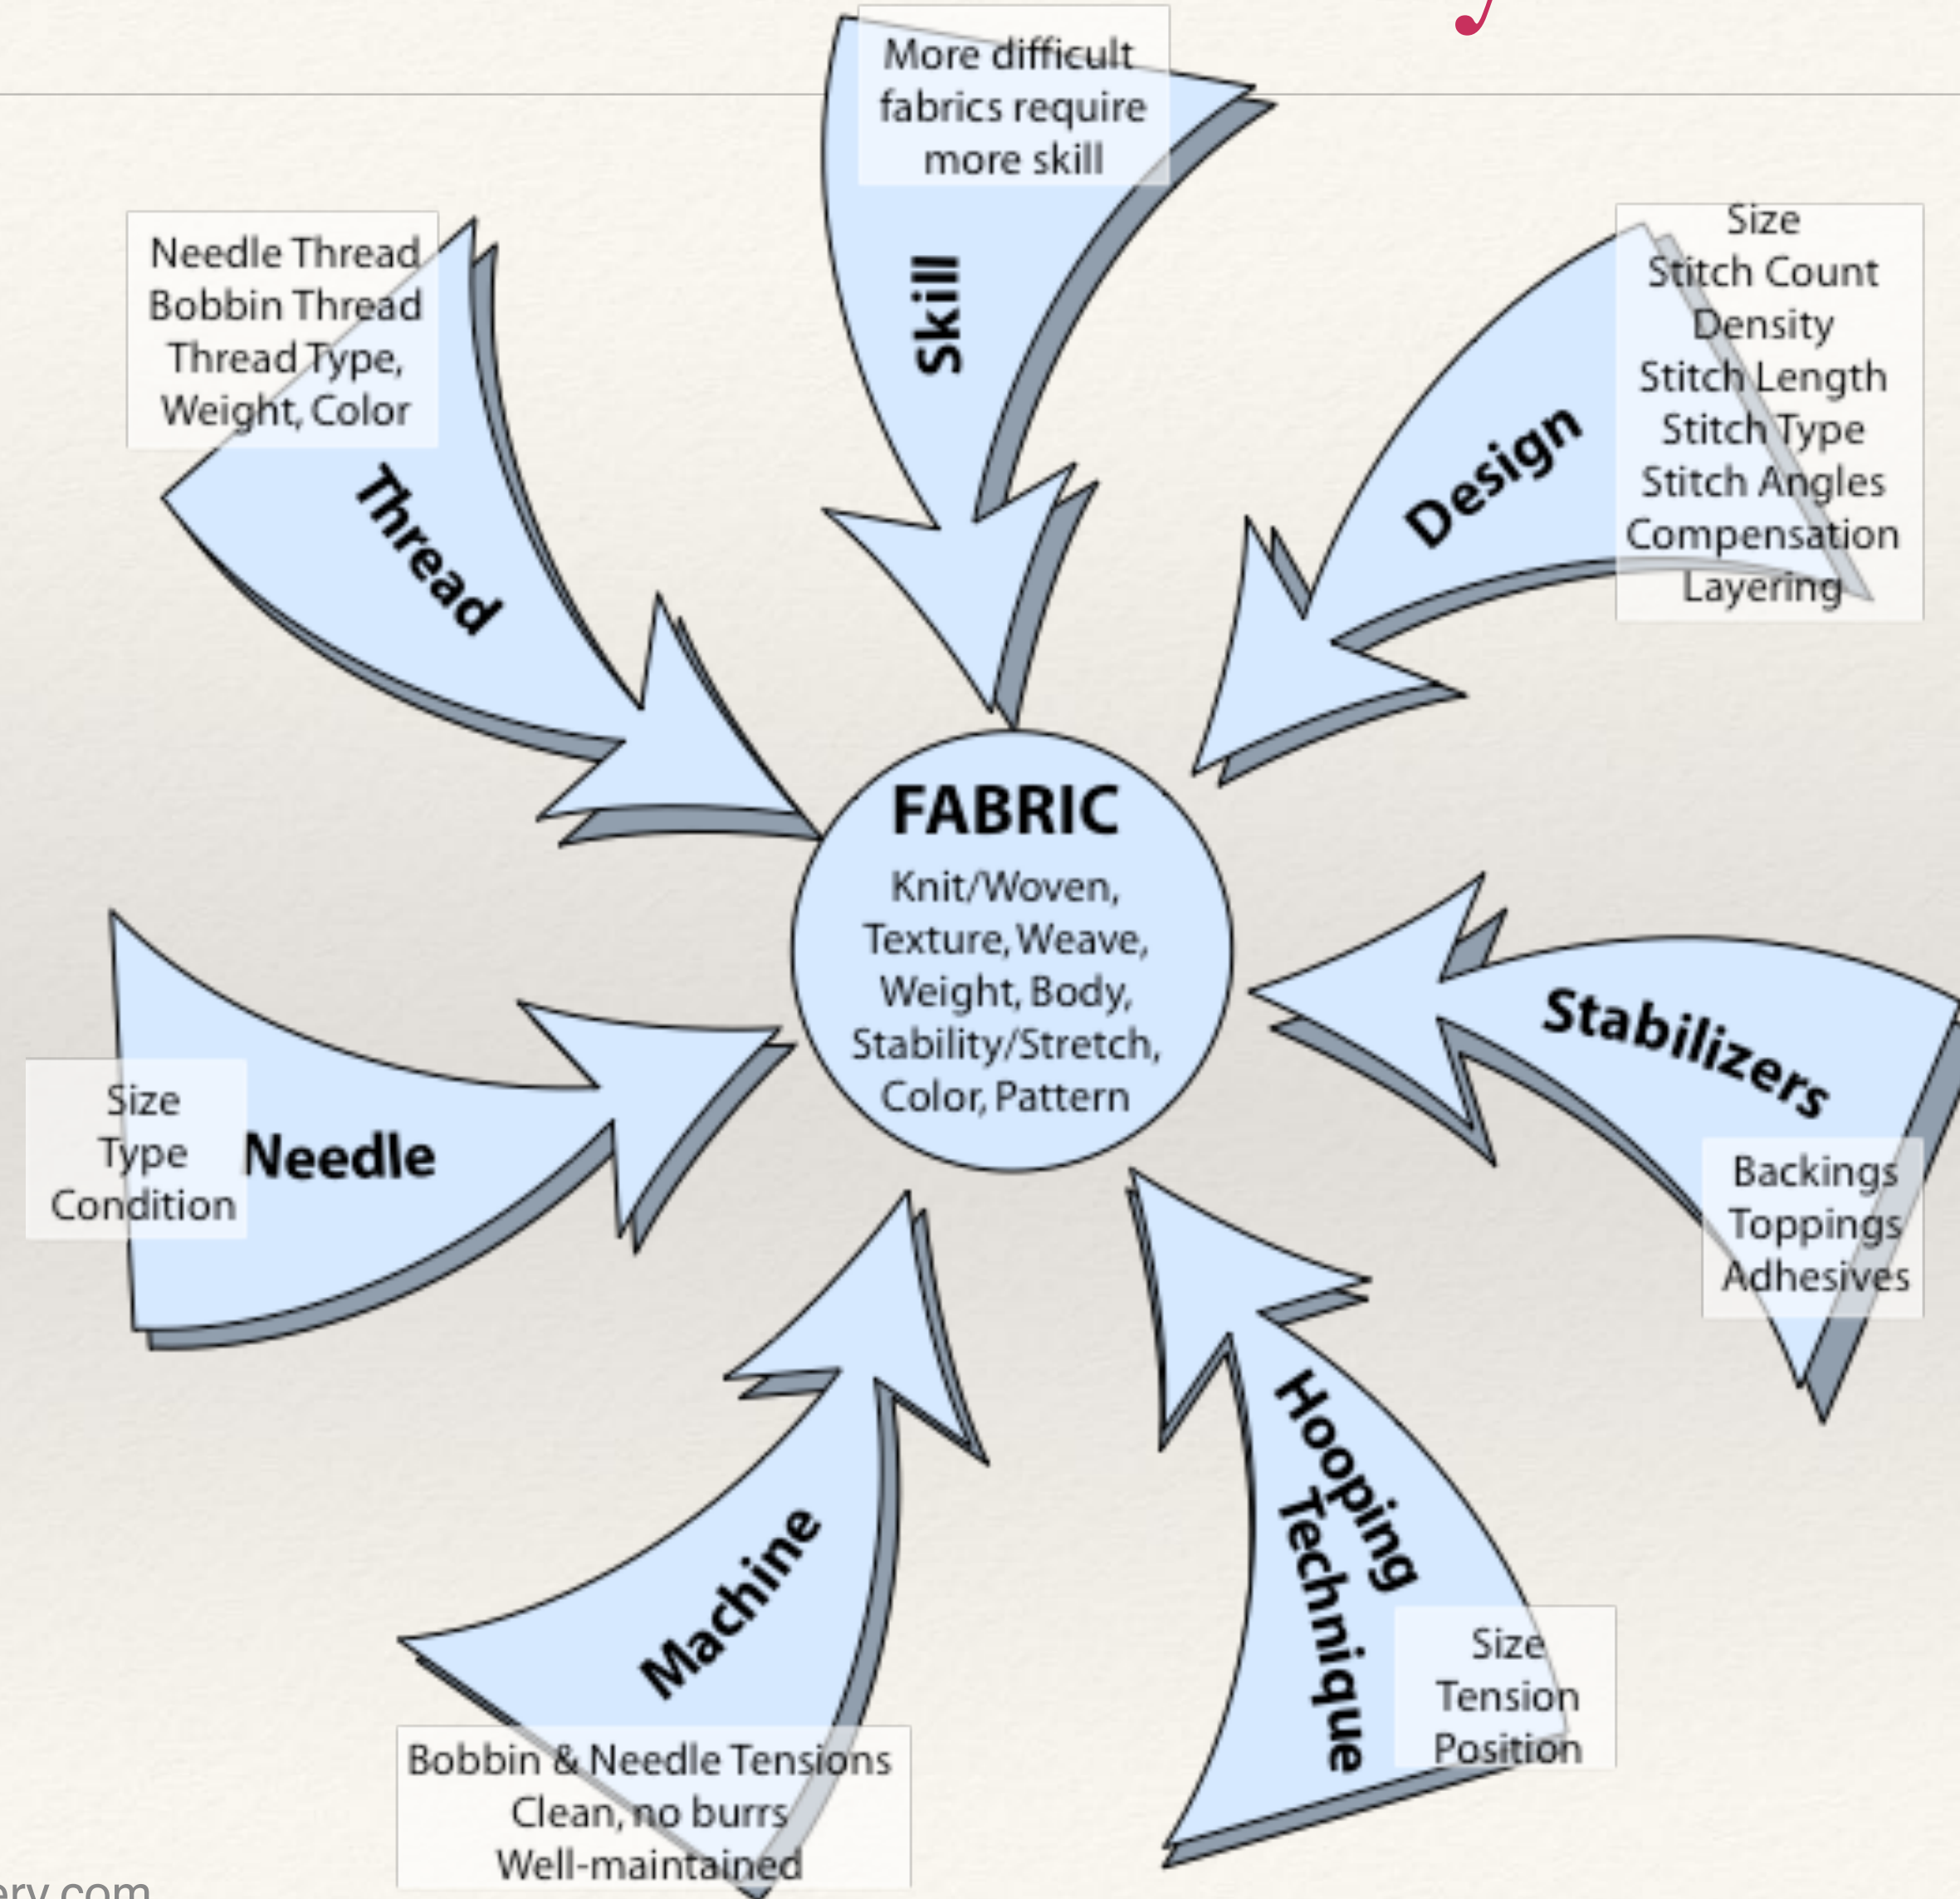 More difficult
fabrics require
more skill
Skill
Needle Thread
Bobbin Thread
Thread Type,
Weight, Color
Thread
Size
Stitch Count
Density
Stitch Length
Stitch Type
Stitch Angles
Compensation
Layering
Design
FABRIC
Knit/Woven,
Texture, Weave,
Weight, Body,
Stability/Stretch,
Color, Pattern
Size
Type
Condition
Needle
Stabilizers
Backings
Toppings
Adhesives
Machine
Bobbin & Needle Tensions
Clean, no burrs
Well-maintained
Hooping
Technique
Size
Tension
Position